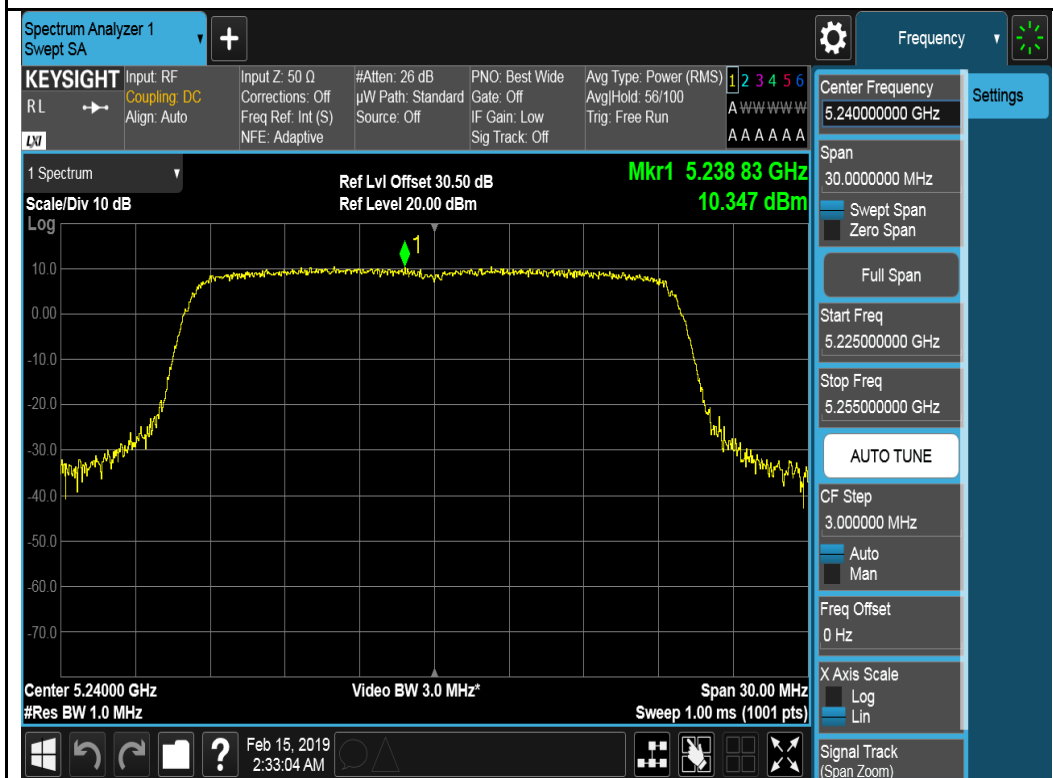 Spectrum Analyzer 1
Swept SA
+
Frequency
KEYSIGHT
RL
LXI
Input: RF
Coupling: DC
Align: Auto
Input Z: 50 Ω
Corrections: Off
Freq Ref: Int (S)
NFE: Adaptive
#Atten: 26 dB
µW Path: Standard
Source: Off
PNO: Best Wide
Gate: Off
IF Gain: Low
Sig Track: Off
Avg Type: Power (RMS)
Avg|Hold: 56/100
Trig: Free Run
1 2 3 4 5 6
A W W W W W
A A A A A A
1 Spectrum
Scale/Div 10 dB
Log
Ref Lvl Offset 30.50 dB
Ref Level 20.00 dBm
Mkr1 5.238 83 GHz
10.347 dBm
1
10.0
0.00
-10.0
-20.0
-30.0
-40.0
-50.0
-60.0
-70.0
Center 5.24000 GHz
#Res BW 1.0 MHz
Video BW 3.0 MHz*
Span 30.00 MHz
Sweep 1.00 ms (1001 pts)
?
Feb 15, 2019
2:33:04 AM
Center Frequency
5.240000000 GHz
Span
30.0000000 MHz
Swept Span
Zero Span
Full Span
Start Freq
5.225000000 GHz
Stop Freq
5.255000000 GHz
AUTO TUNE
CF Step
3.000000 MHz
Auto
Man
Freq Offset
0 Hz
X Axis Scale
Log
Lin
Signal Track
(Span Zoom)
Settings